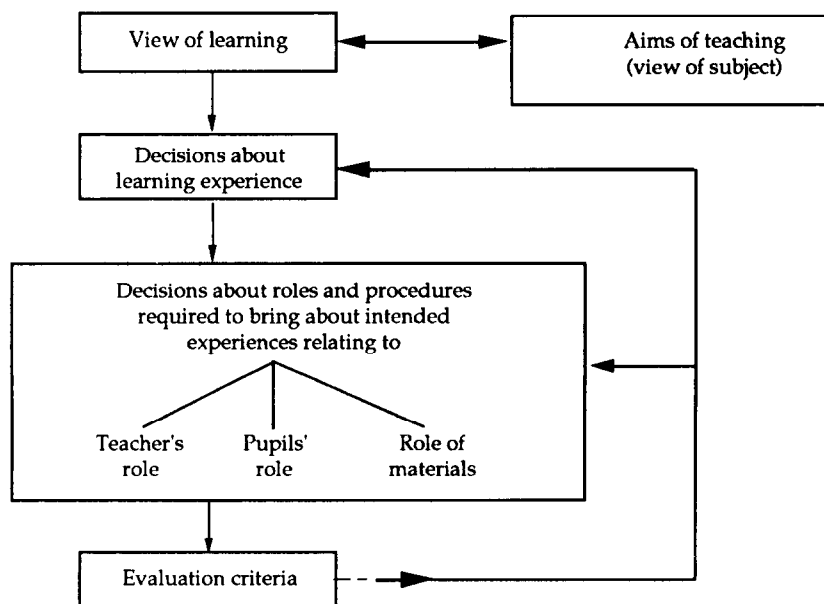 View of learning
Aims of teaching
(view of subject)
Decisions about
learning experience
Decisions about roles and procedures
required to bring about intended
experiences relating to
Teacher's
role
Pupils'
role
Role of
materials
Evaluation criteria